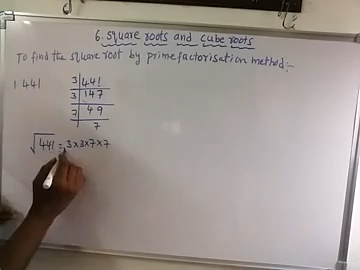 6. square roots and cube roots
To find the square root by prime factorisation method:-
1. 441
3 | 441
3 | 147
7 | 49
7
√441 = 3×3×7×7